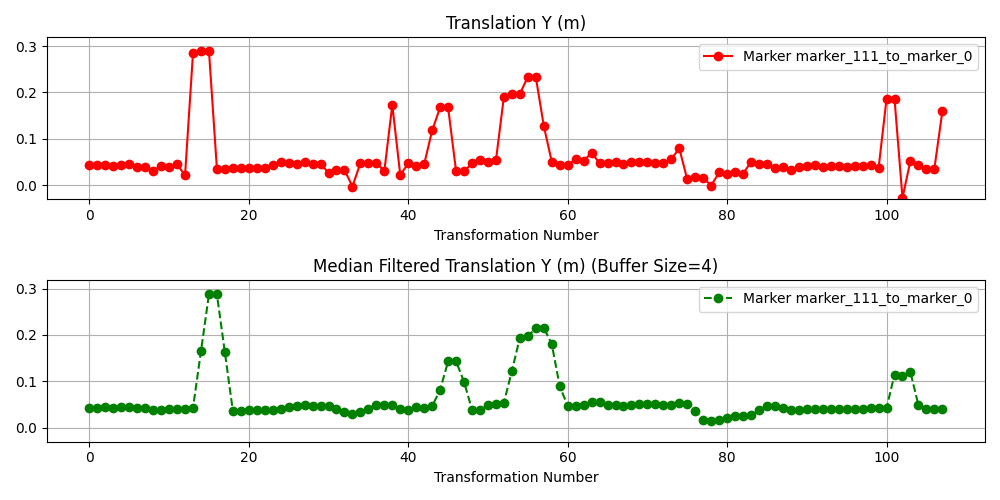 Translation Y (m)
0.3
0.2
0.1
0.0
Marker marker_111_to_marker_0
0 20 40 60 80 100
Transformation Number
Median Filtered Translation Y (m) (Buffer Size=4)
0.3
0.2
0.1
0.0
Marker marker_111_to_marker_0
0 20 40 60 80 100
Transformation Number